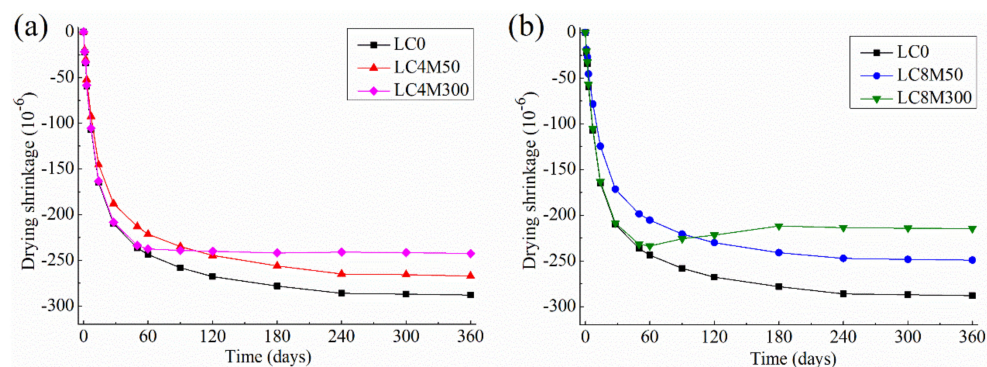 (a)
LC0
LC4M50
LC4M300
0
-50
-100
-150
-200
-250
-300
Drying shrinkage (10-6)
0 60 120 180 240 300 360
Time (days)
(b)
LC0
LC8M50
LC8M300
0
-50
-100
-150
-200
-250
-300
Drying shrinkage (10-6)
0 60 120 180 240 300 360
Time (days)